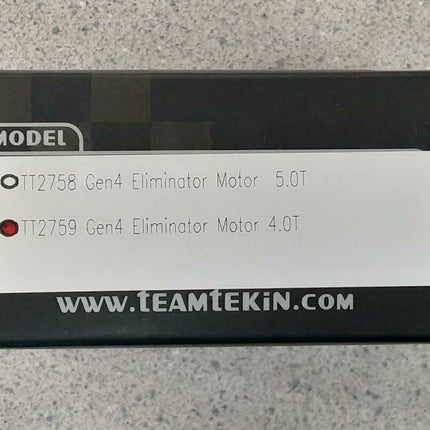 MODEL
TT2758 Gen4 Eliminator Motor 5.0T
TT2759 Gen4 Eliminator Motor 4.0T
www.TEAMTEKiN.COM